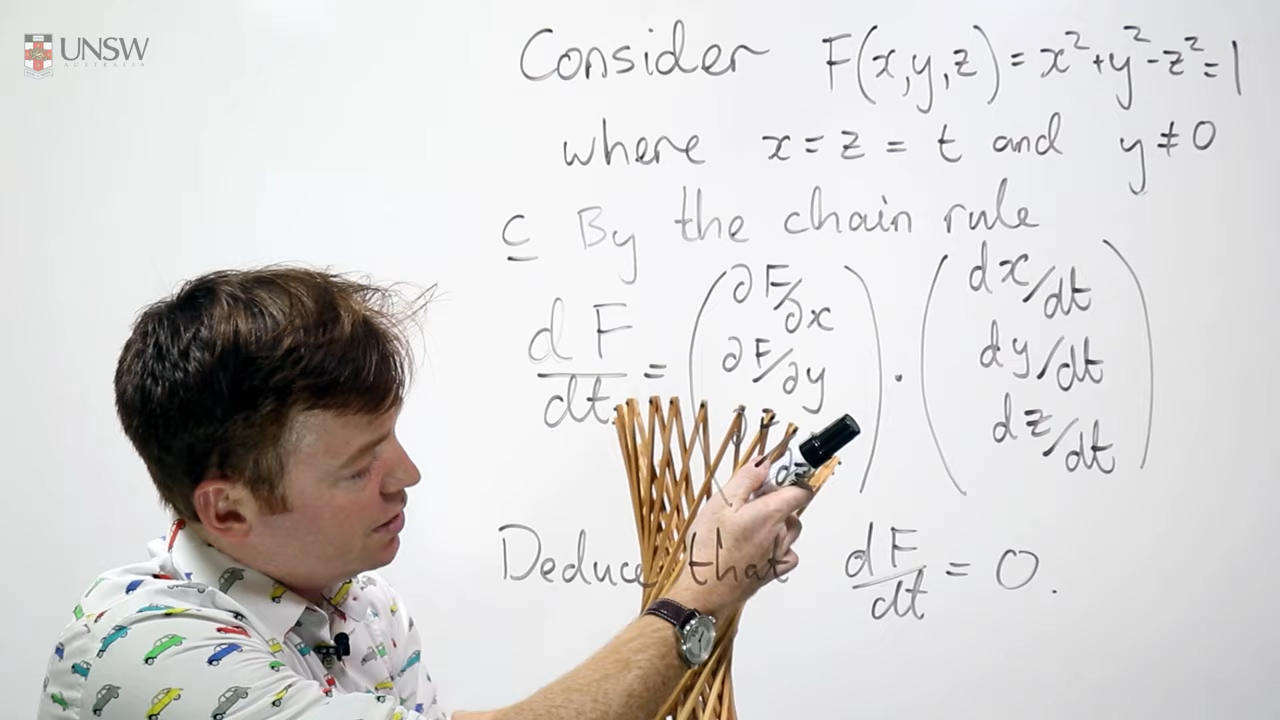 UNSW
AUSTRALIA
Consider F(x,y,z) = x²+y²-z²=1
where x = z = t and y ≠ 0
c By the chain rule
dF/dt = (∂F/∂x ∂F/∂y) · (dx/dt dy/dt dz/dt)
Deduce that dF/dt = 0.